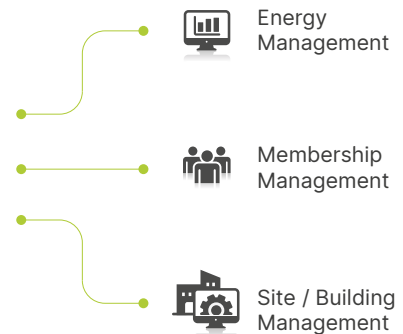 Energy
Management
Membership
Management
Site / Building
Management